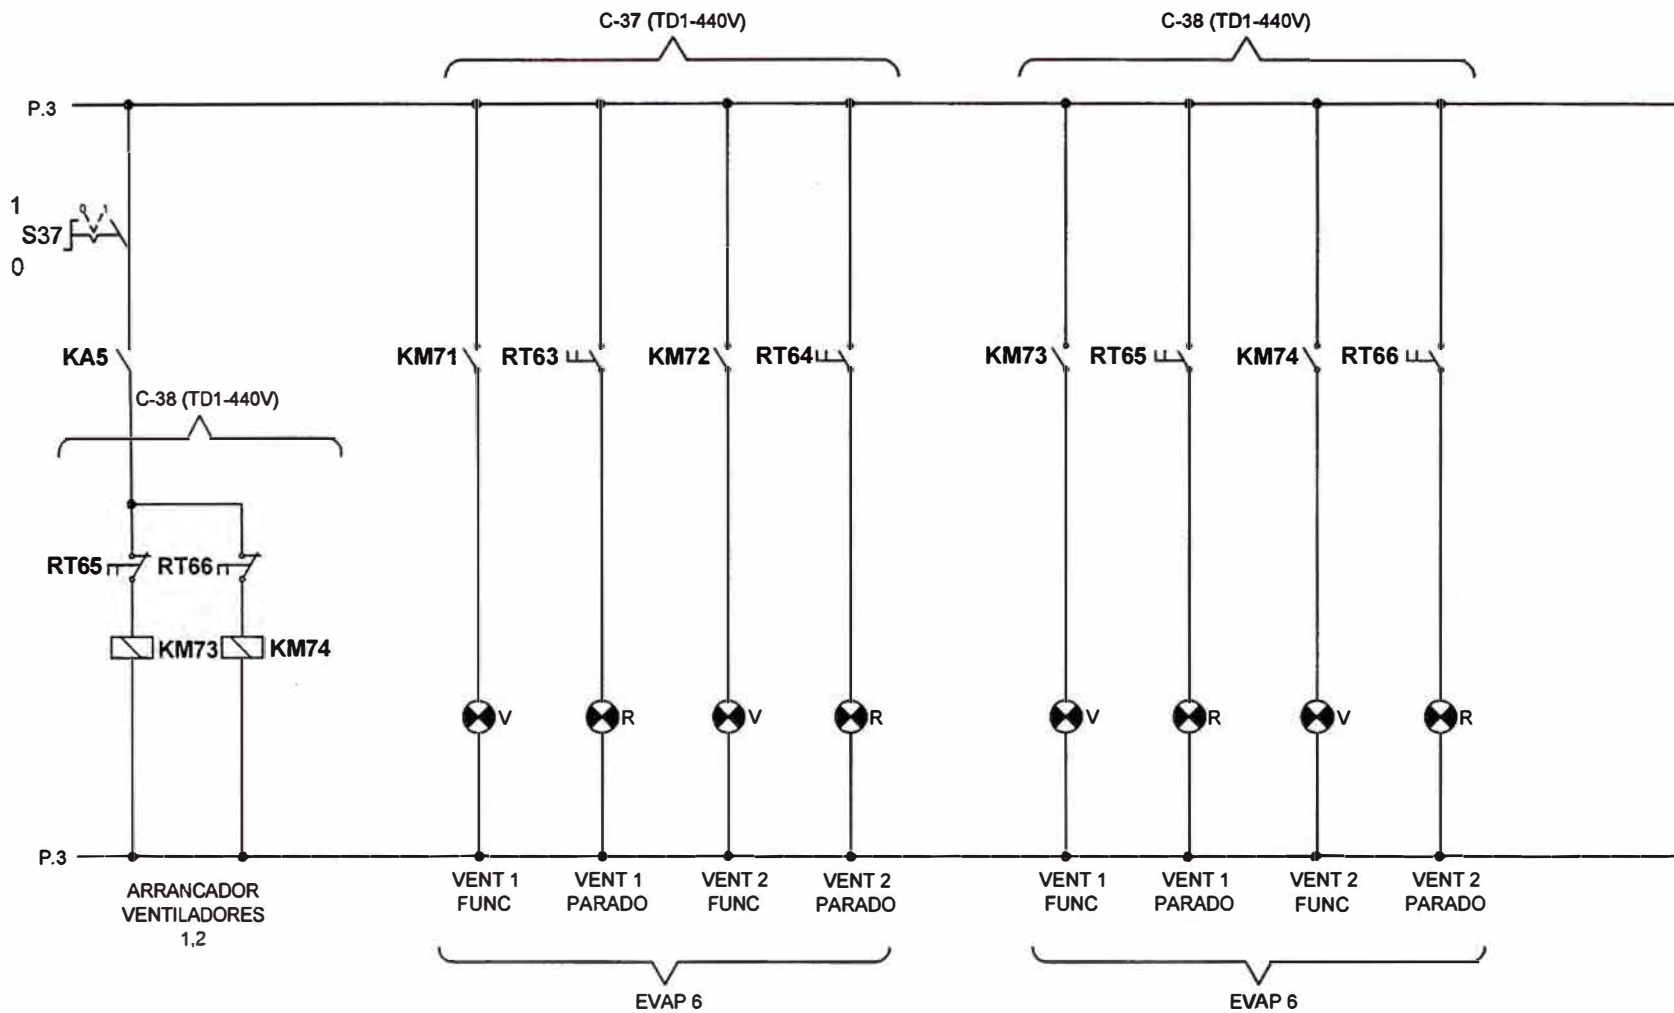 C-37 (TD1-440V)
C-38 (TD1-440V)
P.3
1
0 1
S37
0
KA5
KM71
RT63
KM72
RT64
KM73
RT65
KM74
RT66
C-38 (TD1-440V)
RT65
RT66
KM73
KM74
V
R
V
R
V
R
V
R
P.3
ARRANCADOR
VENTILADORES
1,2
VENT 1
FUNC
VENT 1
PARADO
VENT 2
FUNC
VENT 2
PARADO
VENT 1
FUNC
VENT 1
PARADO
VENT 2
FUNC
VENT 2
PARADO
EVAP 6
EVAP 6